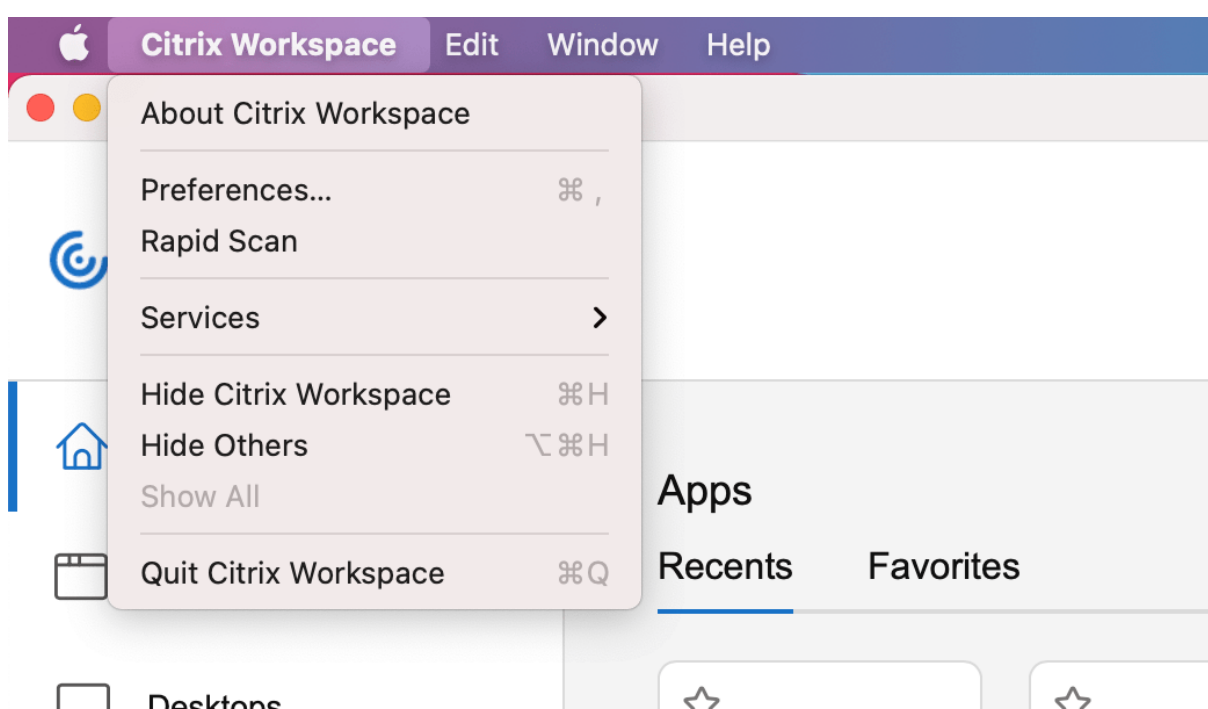 Citrix Workspace Edit Window Help
About Citrix Workspace
Preferences... ⌘ ,
Rapid Scan
Services
Hide Citrix Workspace ⌘H
Hide Others ⌥⌘H
Show All
Quit Citrix Workspace ⌘Q
Apps
Recents Favorites
Desktops